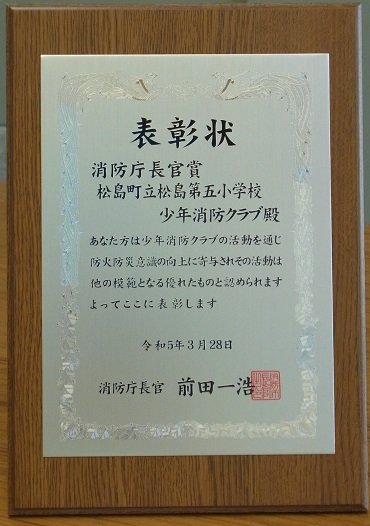 表彰状
消防庁長官賞
松島町立松島第五小学校
少年消防クラブ殿
あなた方は少年消防クラブの活動を通じ
防火防災意識の向上に寄与されその活動は
他の模範となる優れたものと認められます
よってここに表彰します
令和5年3月28日
消防庁長官 前田一浩